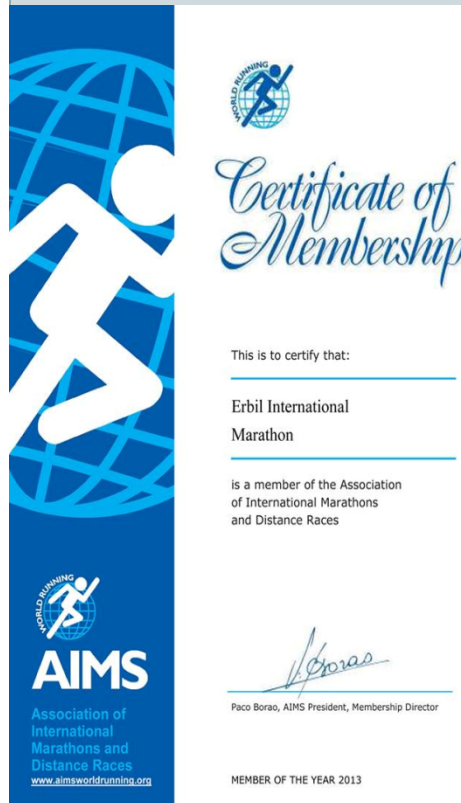 WORLD RUNNING
AIMS
Association of
International
Marathons and
Distance Races
www.aimsworldrunning.org
WORLD RUNNING
Certificate of
Membership
This is to certify that:
Erbil International
Marathon
is a member of the Association
of International Marathons
and Distance Races
Paco Borao, AIMS President, Membership Director
MEMBER OF THE YEAR 2013